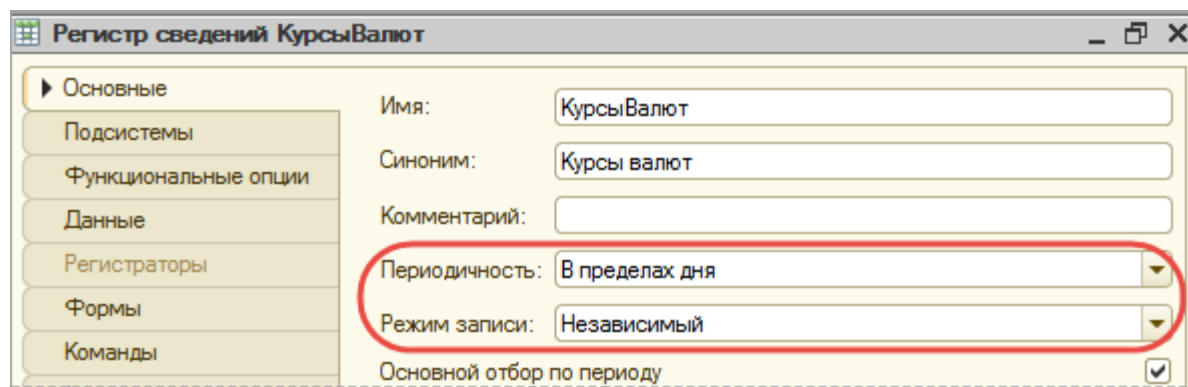 Регистр сведений КурсыВалют
Основные
Подсистемы
Функциональные опции
Данные
Регистраторы
Формы
Команды
Имя: КурсыВалют
Синоним: Курсы валют
Комментарий:
Периодичность: В пределах дня
Режим записи: Независимый
Основной отбор по периоду